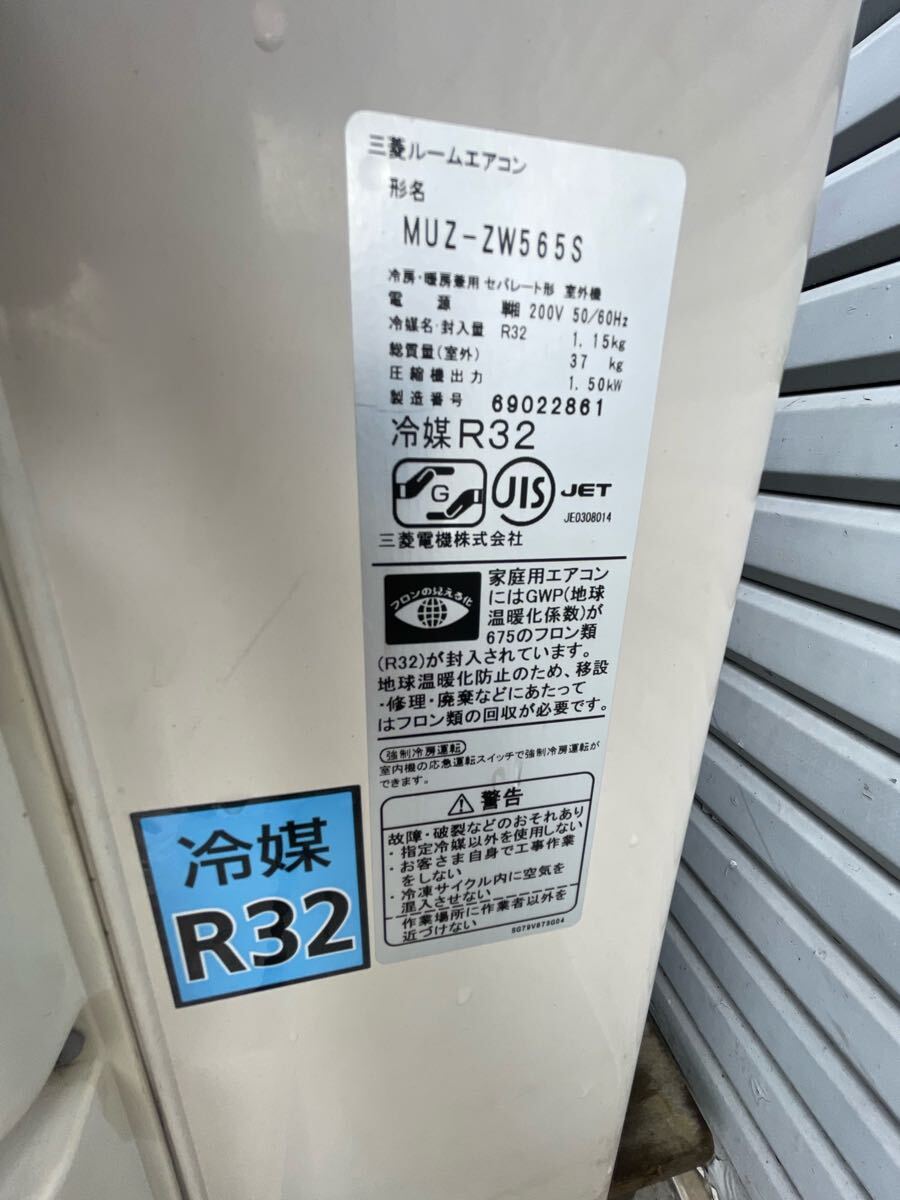 三菱ルームエアコン
形名
MUZ-ZW565S
冷房・暖房兼用 セパレート形 室外機
電源 単相 200V 50/60Hz
冷媒名・封入量 R32 1.15kg
総質量(室外) 37 kg
圧縮機出力 1.50kW
製造番号 69022861
冷媒R32
G JIS JET
JE0308014
三菱電機株式会社
フロンの見える化
家庭用エアコン
にはGWP(地球
温暖化係数)が
675のフロン類
(R32)が封入されています。
地球温暖化防止のため、移設
・修理・廃棄などにあたって
はフロン類の回収が必要です。
強制冷房運転
室内機の応急運転スイッチで強制冷房運転が
できます。
警告
故障・破裂などのおそれあり
・指定冷媒以外を使用しない
・お客さま自身で工事作業
をしない
・冷凍サイクル内に空気を
混入させない
作業場所に作業者以外を
近づけない
SG79V873G04
冷媒
R32